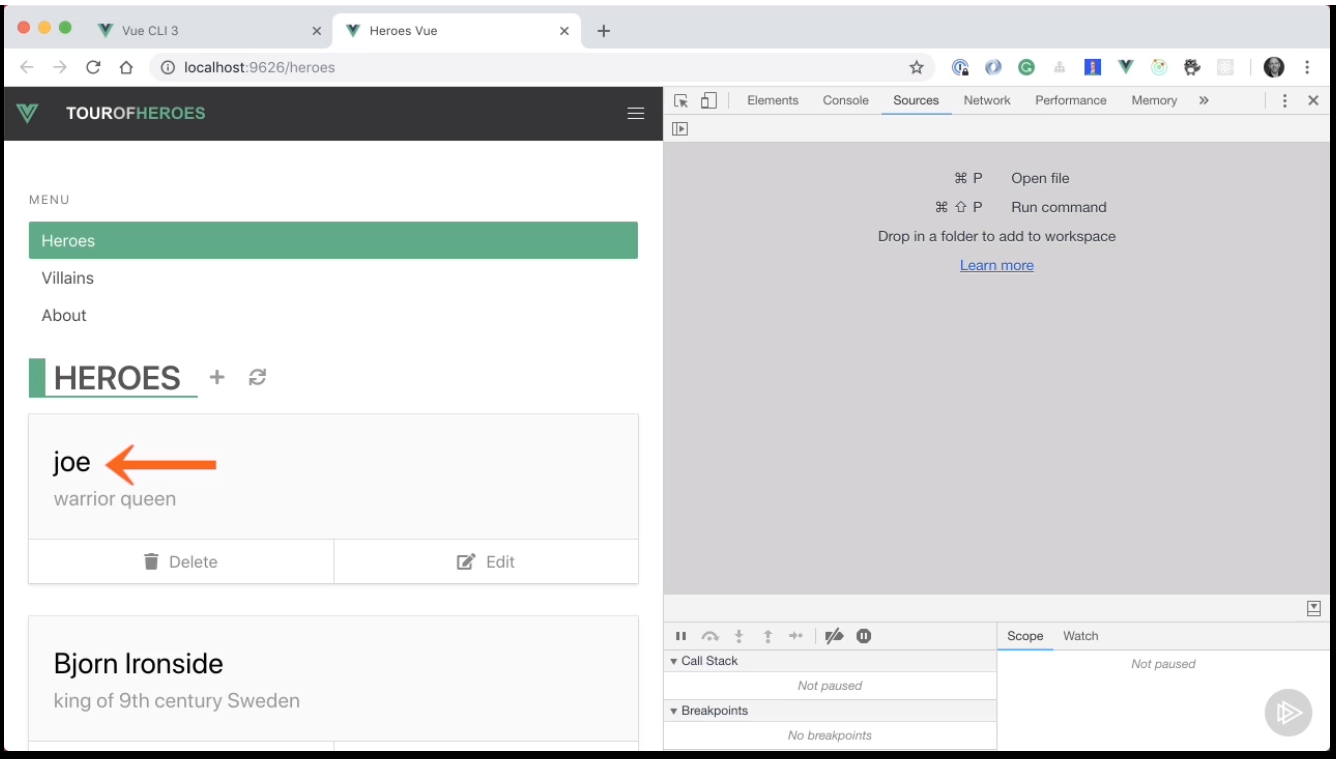 Vue CLI 3
Heroes Vue
localhost:9626/heroes
TOUROFHEROES
Elements Console Sources Network Performance Memory »
MENU
Heroes
Villains
About
HEROES
joe
warrior queen
Delete Edit
Bjorn Ironside
king of 9th century Sweden
⌘ P Open file
⌘ ⇧ P Run command
Drop in a folder to add to workspace
Learn more
Scope Watch
Call Stack
Not paused
Not paused
Breakpoints
No breakpoints